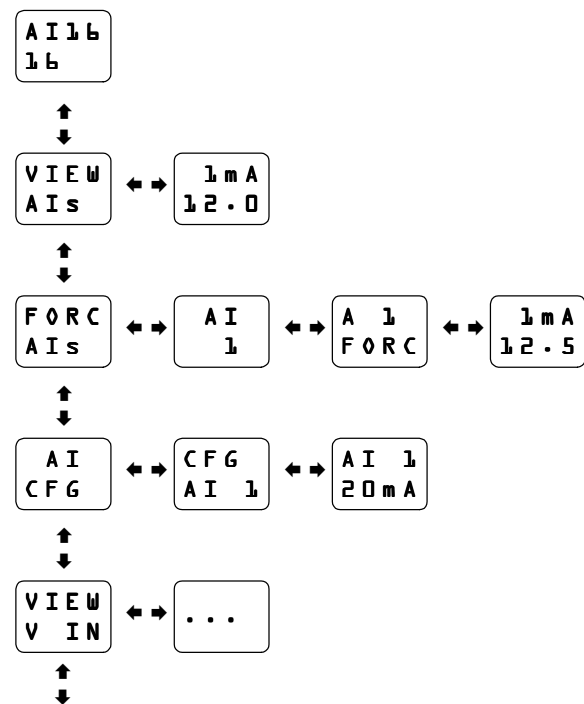 AI16
16
VIEW
AIs
1mA
12.0
FORC
AIs
AI
1
A 1
FORC
1mA
12.5
AI
CFG
CFG
AI 1
AI 1
20mA
VIEW
V IN
...